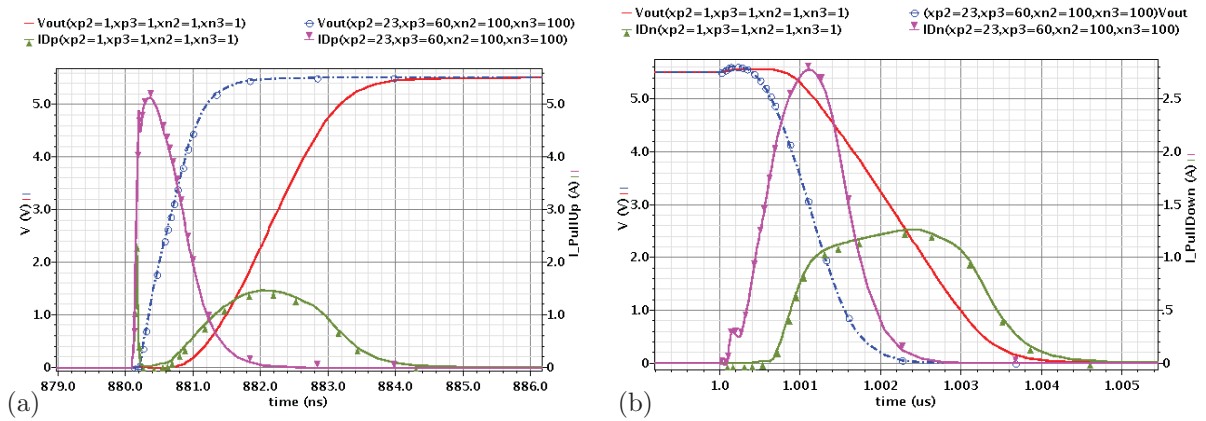 Vout(xp2=1,xp3=1,xn2=1,xn3=1)
Vout(xp2=23,xp3=60,xn2=100,xn3=100)
IDp(xp2=1,xp3=1,xn2=1,xn3=1)
IDp(xp2=23,xp3=60,xn2=100,xn3=100)
5.0
4.0
3.0
2.0
1.0
.0
V (V)
5.0
4.0
3.0
2.0
1.0
.0
I_PullUp (A)
879.0 880.0 881.0 882.0 883.0 884.0 885.0 886.0
time (ns)
(a)
Vout(xp2=1,xp3=1,xn2=1,xn3=1)
(xp2=23,xp3=60,xn2=100,xn3=100)Vout
IDn(xp2=1,xp3=1,xn2=1,xn3=1)
IDn(xp2=23,xp3=60,xn2=100,xn3=100)
5.0
4.0
3.0
2.0
1.0
.0
V (V)
2.5
2.0
1.5
1.0
.50
.0
I_PullDown (A)
1.0 1.001 1.002 1.003 1.004 1.005
time (us)
(b)